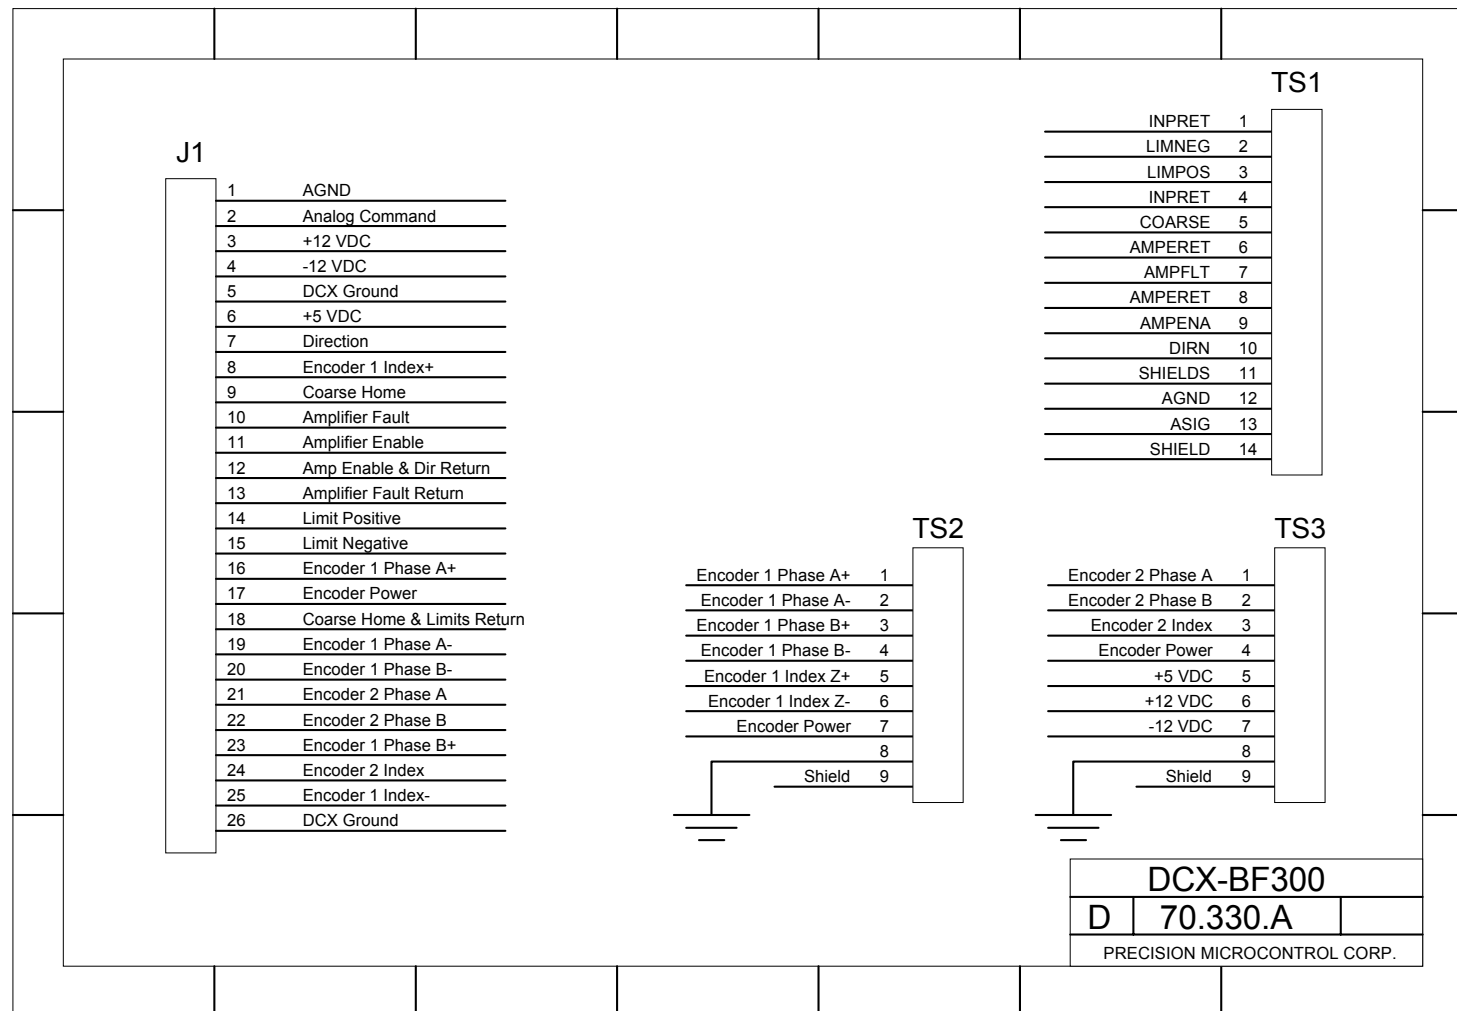 J1
1 AGND
2 Analog Command
3 +12 VDC
4 -12 VDC
5 DCX Ground
6 +5 VDC
7 Direction
8 Encoder 1 Index+
9 Coarse Home
10 Amplifier Fault
11 Amplifier Enable
12 Amp Enable & Dir Return
13 Amplifier Fault Return
14 Limit Positive
15 Limit Negative
16 Encoder 1 Phase A+
17 Encoder Power
18 Coarse Home & Limits Return
19 Encoder 1 Phase A-
20 Encoder 1 Phase B-
21 Encoder 2 Phase A
22 Encoder 2 Phase B
23 Encoder 1 Phase B+
24 Encoder 2 Index
25 Encoder 1 Index-
26 DCX Ground
TS1
INPRET 1
LIMNEG 2
LIMPOS 3
INPRET 4
COARSE 5
AMPERET 6
AMPFLT 7
AMPERET 8
AMPENA 9
DIRN 10
SHIELDS 11
AGND 12
ASIG 13
SHIELD 14
TS2
Encoder 1 Phase A+ 1
Encoder 1 Phase A- 2
Encoder 1 Phase B+ 3
Encoder 1 Phase B- 4
Encoder 1 Index Z+ 5
Encoder 1 Index Z- 6
Encoder Power 7
8
Shield 9
TS3
Encoder 2 Phase A 1
Encoder 2 Phase B 2
Encoder 2 Index 3
Encoder Power 4
+5 VDC 5
+12 VDC 6
-12 VDC 7
8
Shield 9
DCX-BF300
D 70.330.A
PRECISION MICROCONTROL CORP.